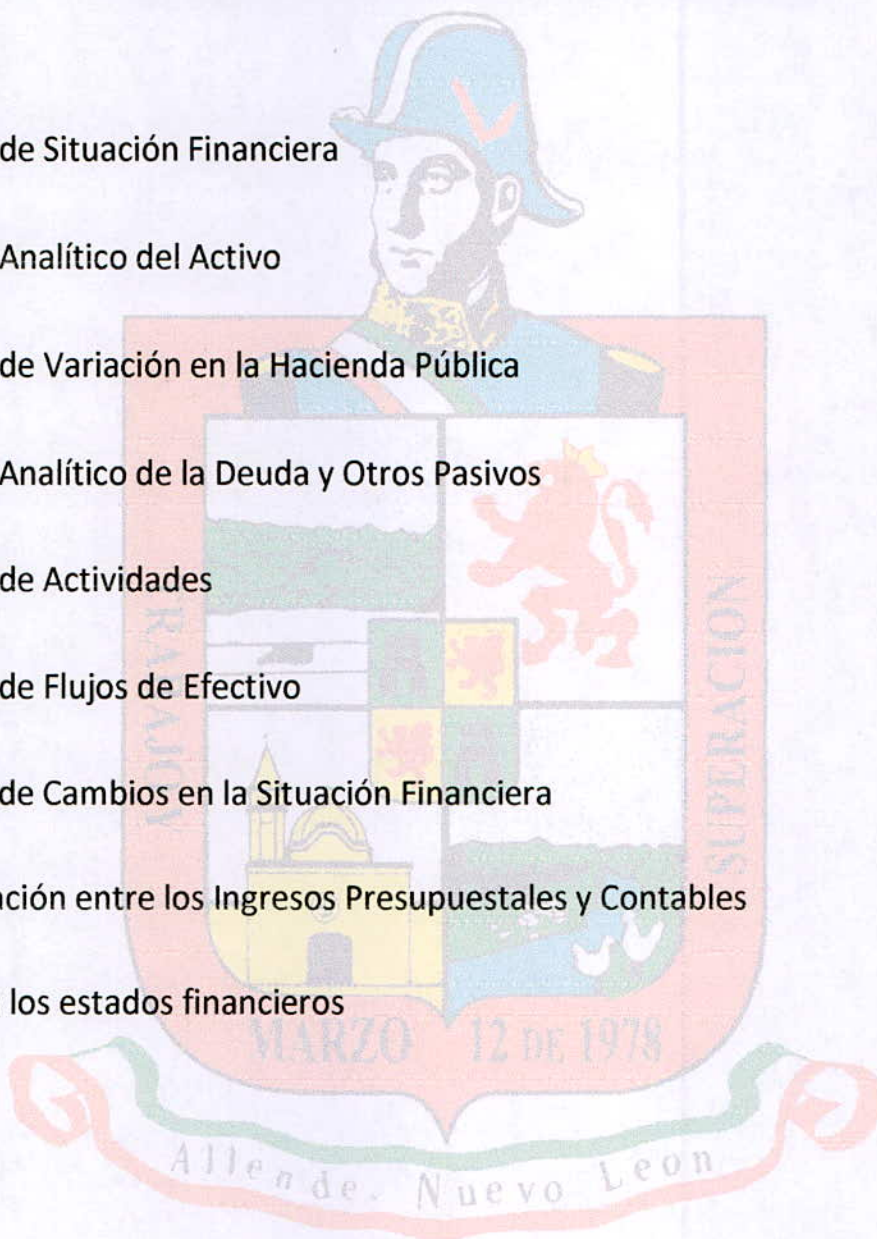 de Situación Financiera
Analítico del Activo
de Variación en la Hacienda Pública
Analítico de la Deuda y Otros Pasivos
de Actividades
de Flujos de Efectivo
de Cambios en la Situación Financiera
ación entre los Ingresos Presupuestales y Contables
los estados financieros
RABAJO Y
SUPERACION
MARZO 12 DE 1978
Allende. Nuevo Leon